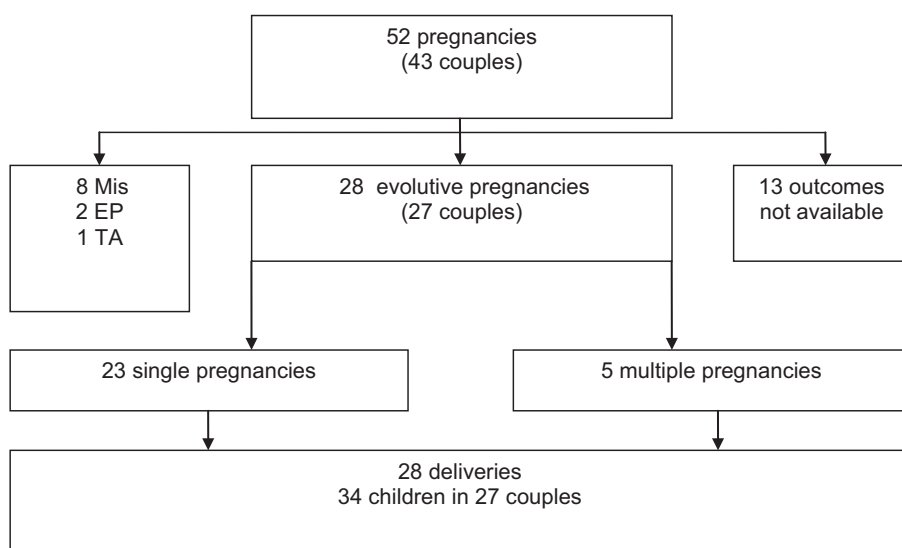 52 pregnancies
(43 couples)
8 Mis
2 EP
1 TA
28 evolutive pregnancies
(27 couples)
13 outcomes
not available
23 single pregnancies
5 multiple pregnancies
28 deliveries
34 children in 27 couples